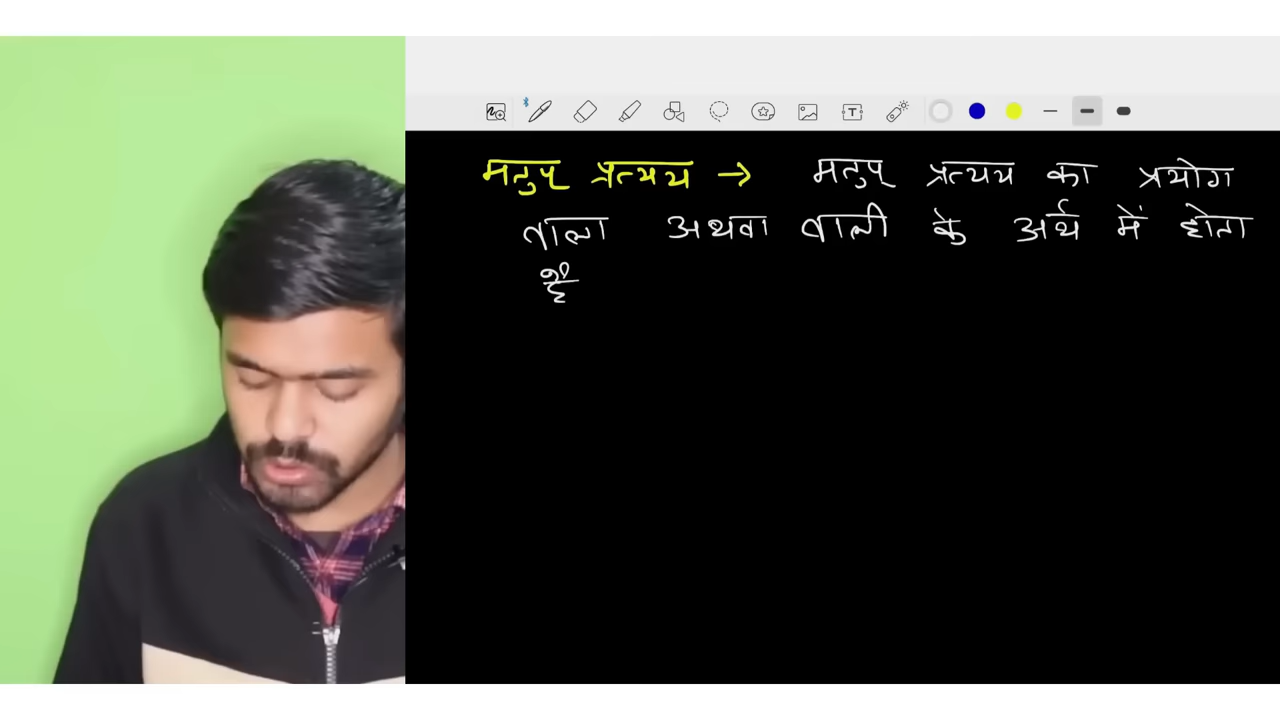 मतुप् प्रत्यय → मतुप् प्रत्यय का प्रयोग
वाला अथवा वाली के अर्थ में होता
है